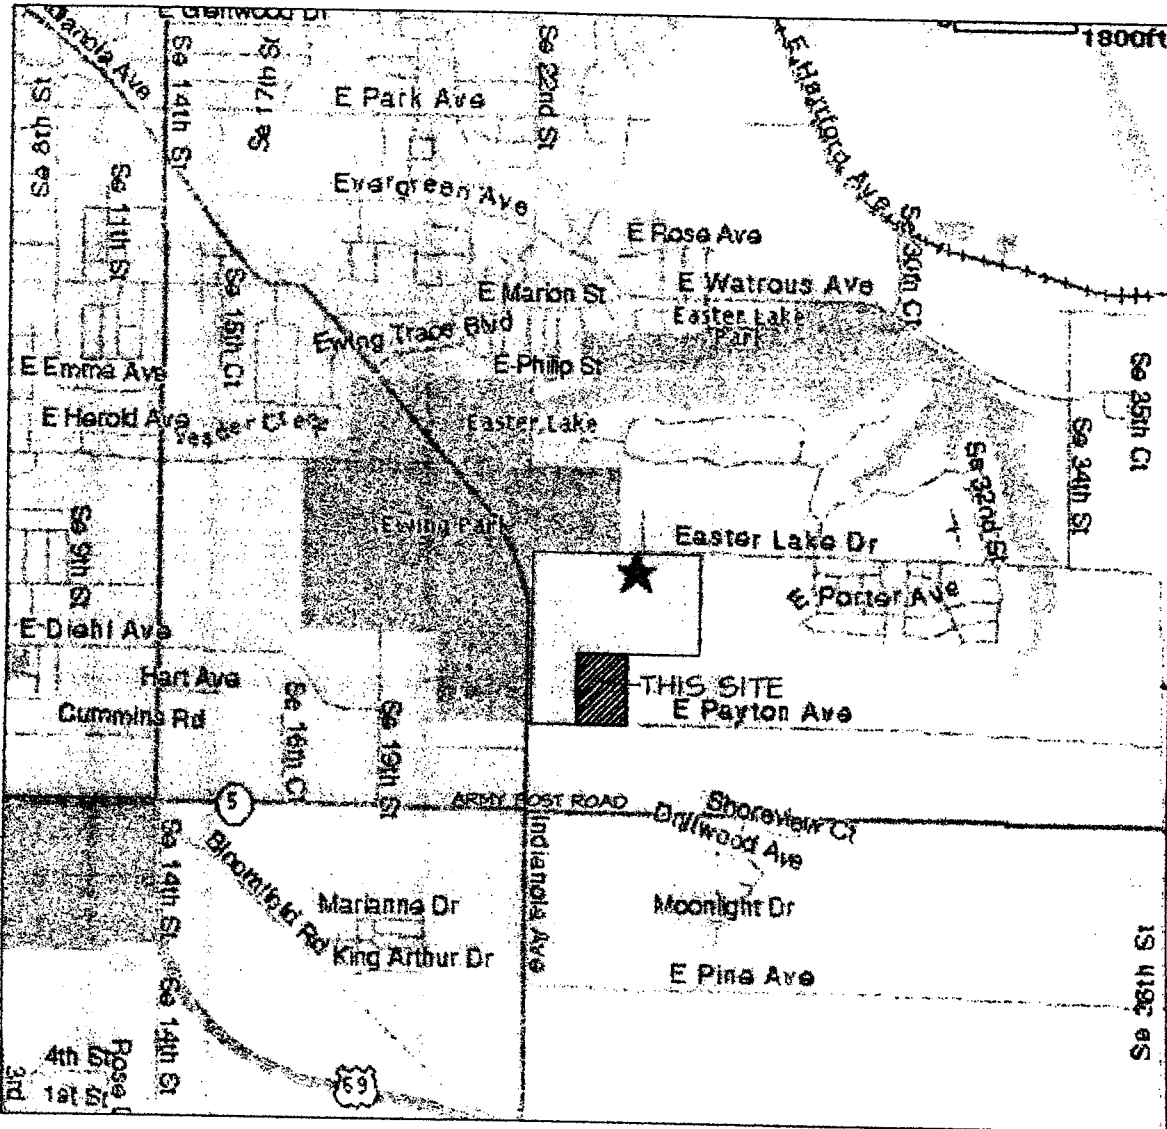 E Glenwood Dr
1800ft
Indianola Ave
Se 14th St
Se 17th St
Se 22nd St
E Hartford Ave
E Park Ave
Se 8th St
Se 11th St
Evergreen Ave
E Rose Ave
Se 30th Ct
E Marion St
E Watrous Ave
Easter Lake
Park
Se 15th Ct
Ewing Trace Blvd
E Philip St
E Emma Ave
Se 35th Ct
E Herold Ave
Easter Lake
Se 34th St
Se 32nd St
Se 9th St
Ewing Park
Easter Lake Dr
E Porter Ave
E Diehl Ave
Hart Ave
THIS SITE
Cummins Rd
E Payton Ave
Se 16th Ct
Se 19th St
5
ARMY POST ROAD
Shoreview Ct
Driftwood Ave
Se 14th St
Bloomfield Rd
Indianola Ave
Marianne Dr
Moonlight Dr
King Arthur Dr
E Pine Ave
Se 14th St
4th St
1st St
3rd
69